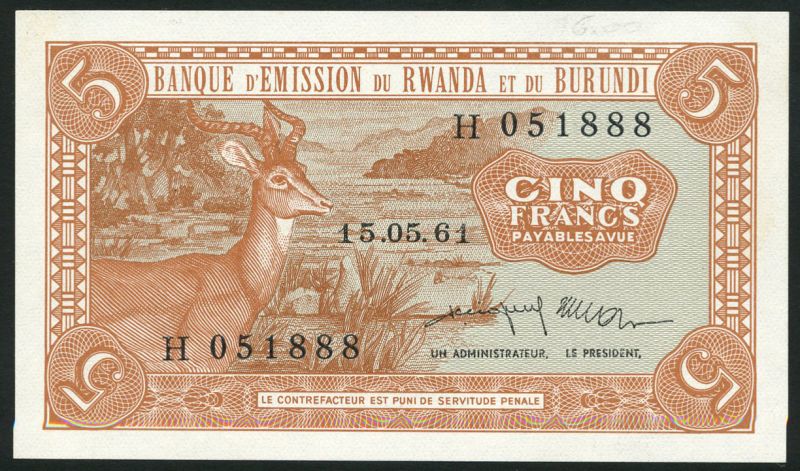 5 5
BANQUE D'EMISSION DU RWANDA ET DU BURUNDI
H 051888
CINQ
FRANCS
PAYABLES A VUE
15.05.61
H 051888
UN ADMINISTRATEUR, LE PRESIDENT,
5 5
LE CONTREFACTEUR EST PUNI DE SERVITUDE PENALE